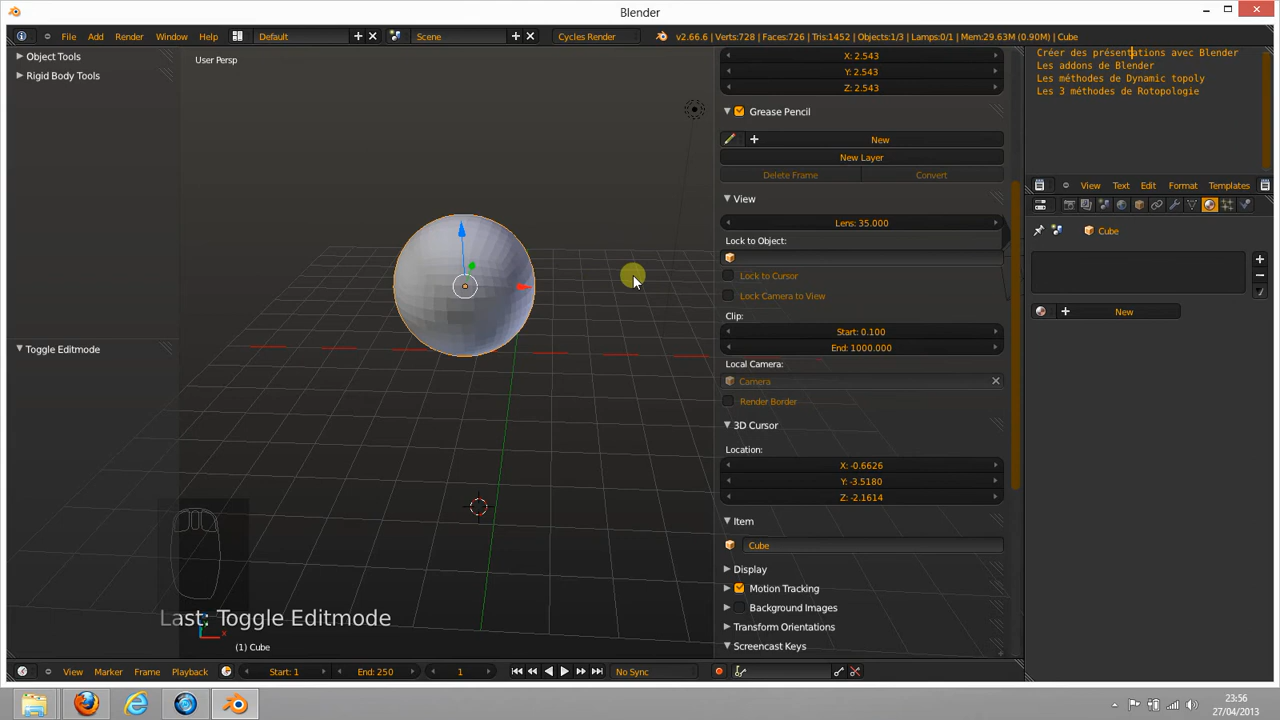 Blender
File Add Render Window Help Default Scene Cycles Render v2.66.6 | Verts:728 | Faces:726 | Tris:1452 | Objects:1/3 | Lamps:0/1 | Mem:29.63M (0.90M) | Cube
Object Tools
Rigid Body Tools
Toggle Editmode
User Persp
Last: Toggle Editmode
(1) Cube
X: 2.543
Y: 2.543
Z: 2.543
Grease Pencil
New
New Layer
Delete Frame Convert
View
Lens: 35.000
Lock to Object:
Lock to Cursor
Lock Camera to View
Clip:
Start: 0.100
End: 1000.000
Local Camera:
Camera
Render Border
3D Cursor
Location:
X: -0.6626
Y: -3.5180
Z: -2.1614
Item
Cube
Display
Motion Tracking
Background Images
Transform Orientations
Screencast Keys
Créer des présentations avec Blender
Les addons de Blender
Les méthodes de Dynamic topoly
Les 3 méthodes de Rotopologie
View Text Edit Format Templates
Cube
New
View Marker Frame Playback Start: 1 End: 250 1 No Sync
23:56
27/04/2013